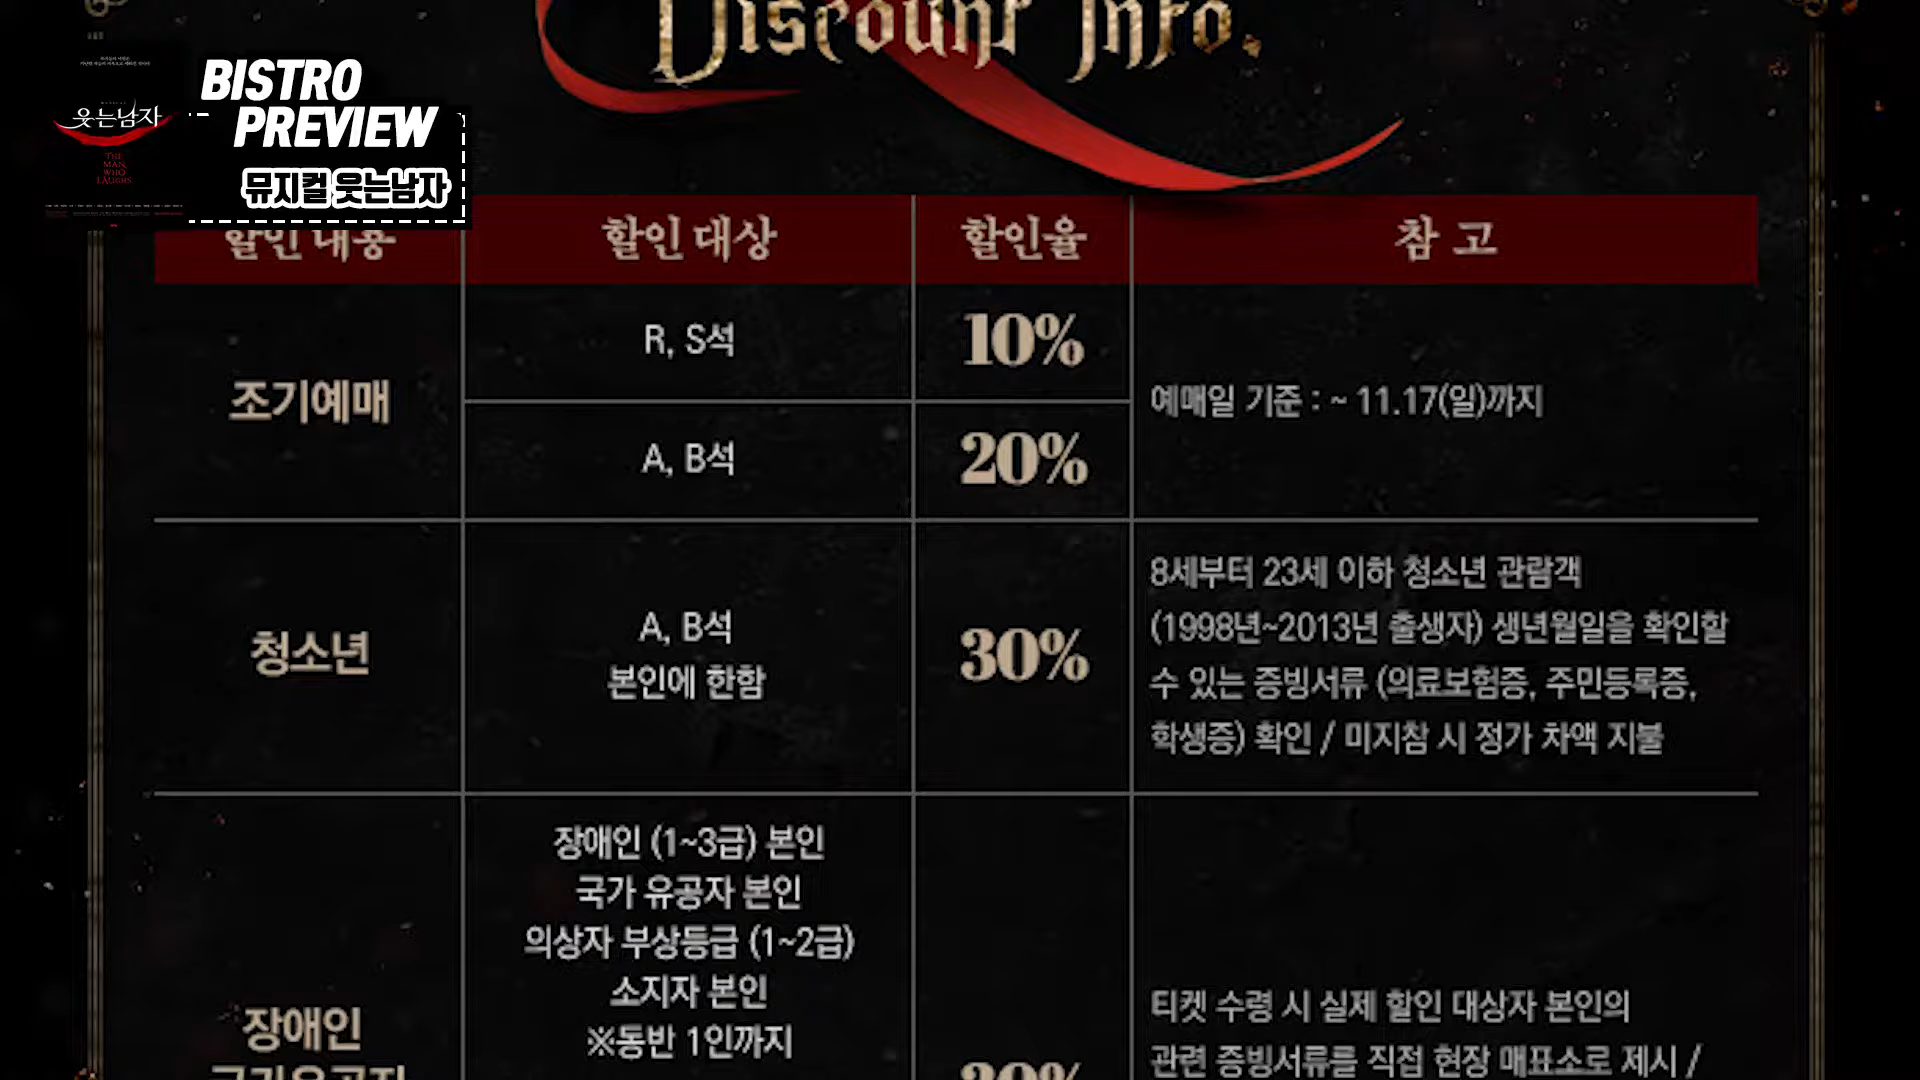 Discount Info.
BISTRO
PREVIEW
웃는남자
THE
MAN
WHO
LAUGHS
뮤지컬 웃는남자
할인 내용
할인 대상
할인율
참 고
조기예매
R, S석
10%
A, B석
20%
예매일 기준 : ~ 11.17(일)까지
청소년
A, B석
본인에 한함
30%
8세부터 23세 이하 청소년 관람객
(1998년~2013년 출생자) 생년월일을 확인할
수 있는 증빙서류 (의료보험증, 주민등록증,
학생증) 확인 / 미지참 시 정가 차액 지불
장애인
국가유공자
장애인 (1~3급) 본인
국가 유공자 본인
의상자 부상등급 (1~2급)
소지자 본인
※동반 1인까지
티켓 수령 시 실제 할인 대상자 본인의
관련 증빙서류를 직접 현장 매표소로 제시 /